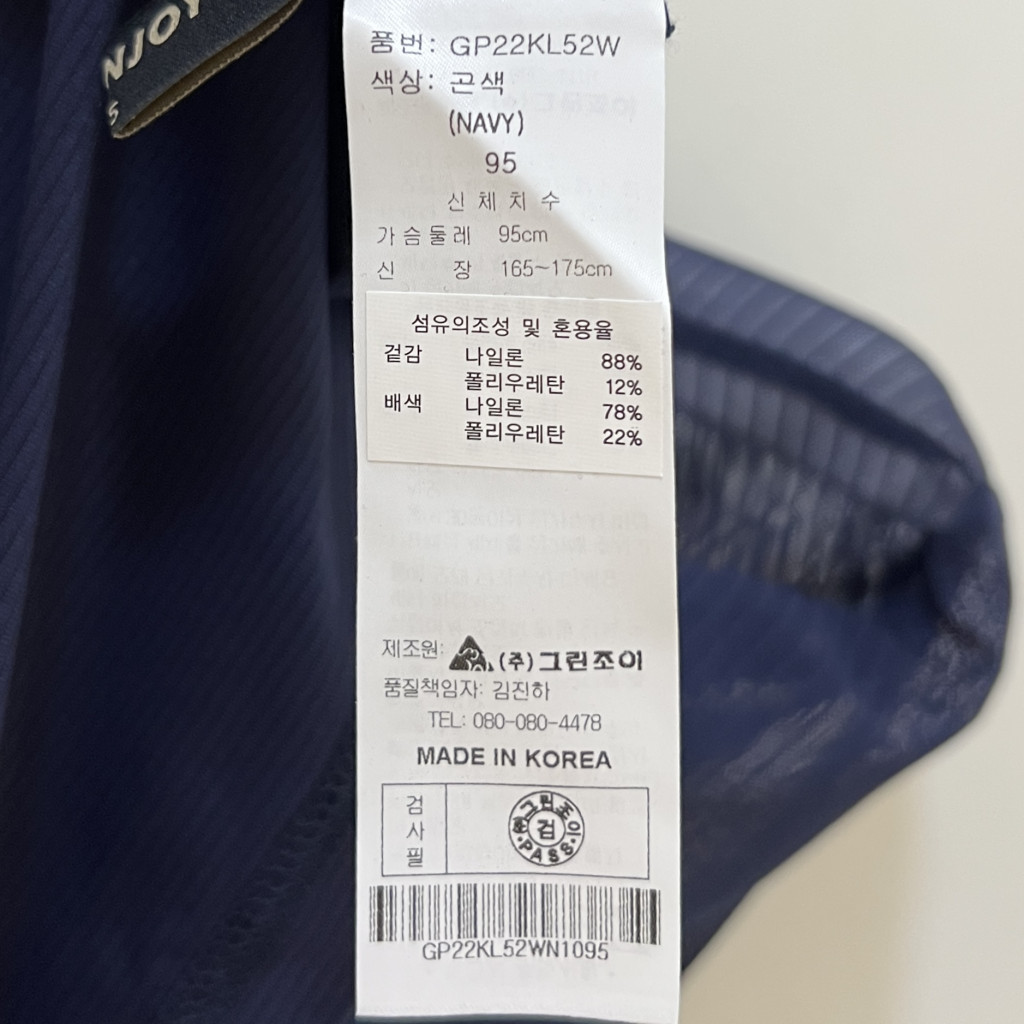 NJOY
S
품번: GP22KL52W
색상: 곤색
(NAVY)
95
신체치수
가슴둘레 95cm
신 장 165~175cm
섬유의조성 및 혼용율
겉감 나일론 88%
폴리우레탄 12%
배색 나일론 78%
폴리우레탄 22%
제조원: (주)그린조이
품질책임자: 김진하
TEL: 080-080-4478
MADE IN KOREA
검사필
그린조이
검
PASS
GP22KL52WN1095